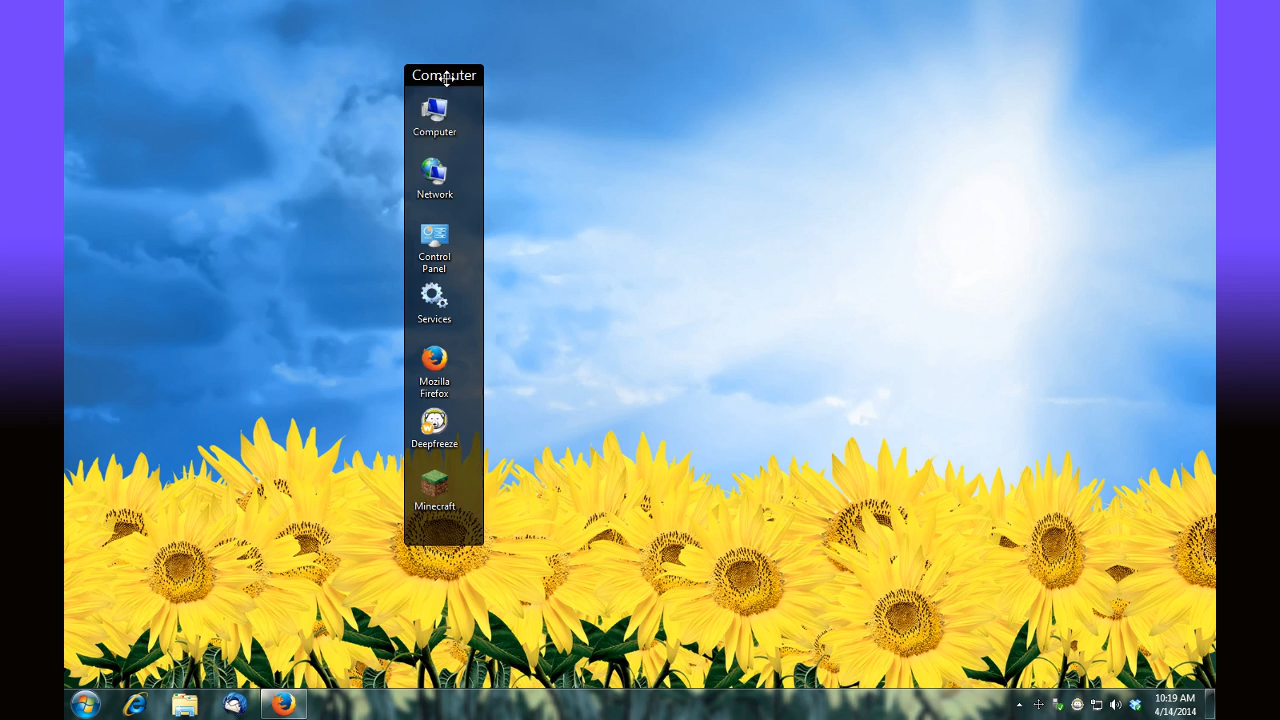 Computer
Computer
Network
Control
Panel
Services
Mozilla
Firefox
Deepfreeze
Minecraft
10:19 AM
4/14/2014